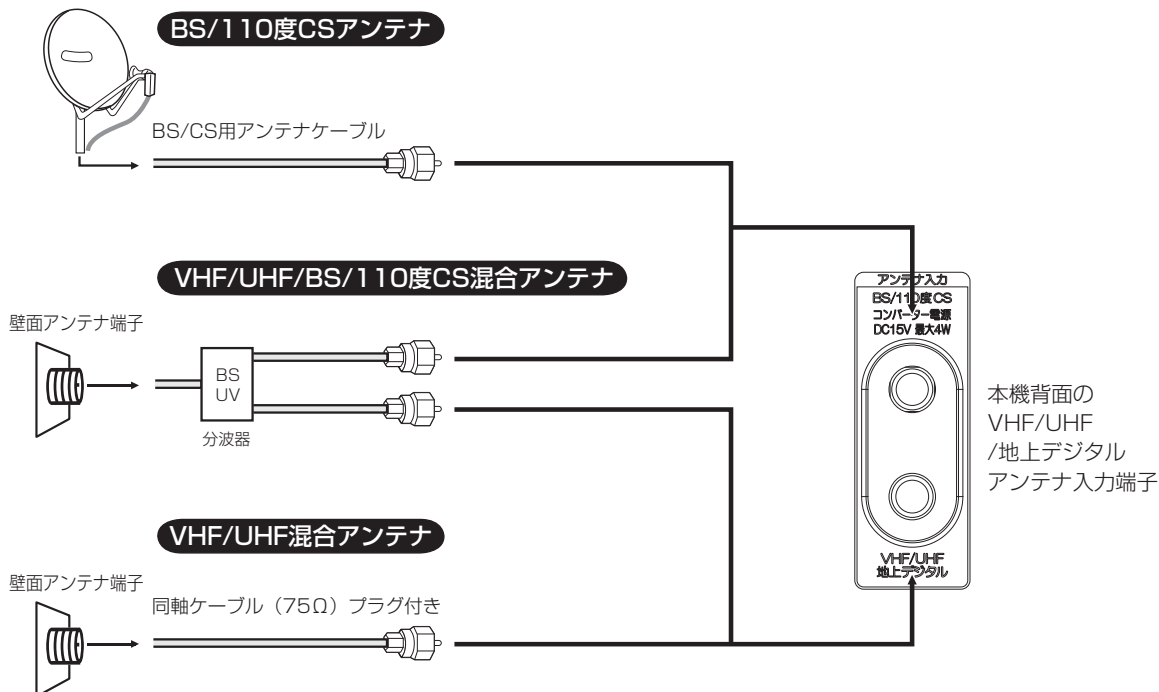 BS/110度CSアンテナ
BS/CS用アンテナケーブル
VHF/UHF/BS/110度CS混合アンテナ
壁面アンテナ端子
BS
UV
分波器
VHF/UHF混合アンテナ
壁面アンテナ端子
同軸ケーブル（75Ω）プラグ付き
アンテナ入力
BS/110度CS
コンバーター電源
DC15V 最大4W
VHF/UHF
地上デジタル
本機背面の
VHF/UHF
/地上デジタル
アンテナ入力端子